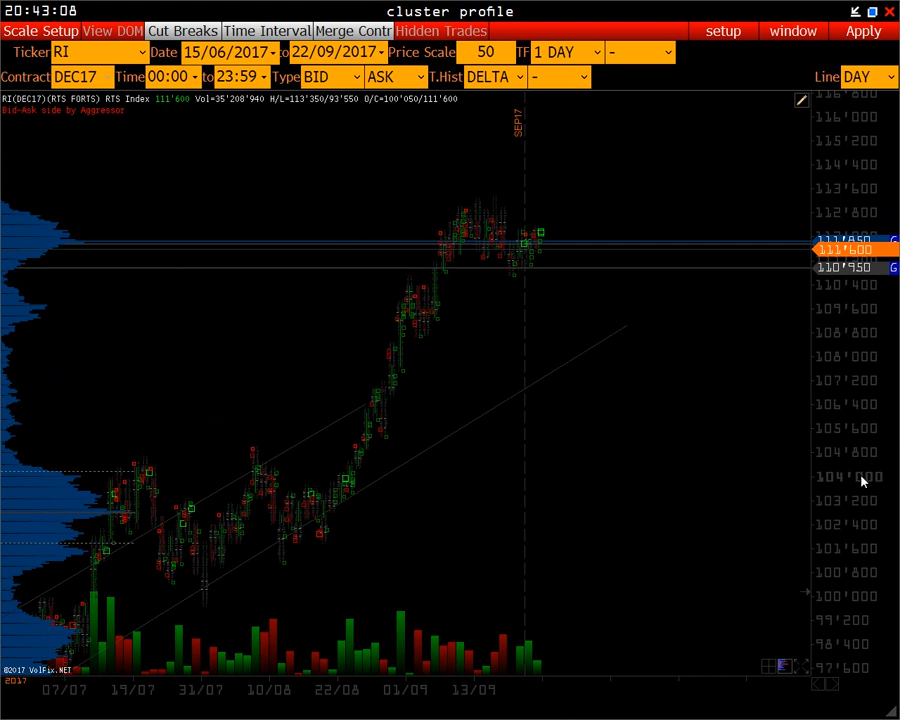 20:43:08 cluster profile
Scale Setup View DOM Cut Breaks Time Interval Merge Contr Hidden Trades setup window Apply
Ticker RI Date 15/06/2017 to 22/09/2017 Price Scale 50 TF 1 DAY -
Contract DEC17 Time 00:00 to 23:59 Type BID ASK T.Hist DELTA - Line DAY
RI(DEC17)(RTS FORTS) RTS Index 111'600 Vol=35'208'940 H/L=113'350/93'550 O/C=100'050/111'600
Bid-Ask side by Aggressor
SEP17
116'800
116'000
115'200
114'400
113'600
112'800
111'850 G
111'600
110'950 G
110'400
109'600
108'800
108'000
107'200
106'400
105'600
104'800
104'000
103'200
102'400
101'600
100'800
100'000
99'200
98'400
97'600
©2017 VolFix.NET
2017
07/07 19/07 31/07 10/08 22/08 01/09 13/09